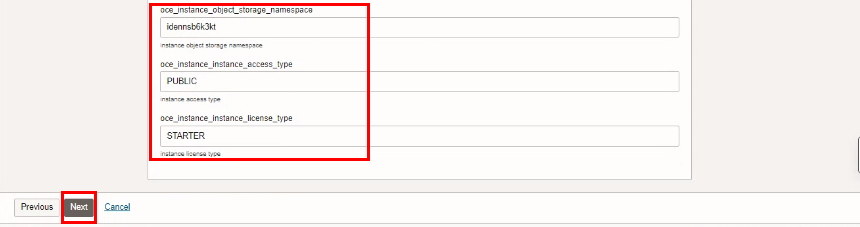 oce_instance_object_storage_namespace
idennsb6k3kt
instance object storage namespace
oce_instance_instance_access_type
PUBLIC
instance access type
oce_instance_instance_license_type
STARTER
instance license type
Previous Next Cancel